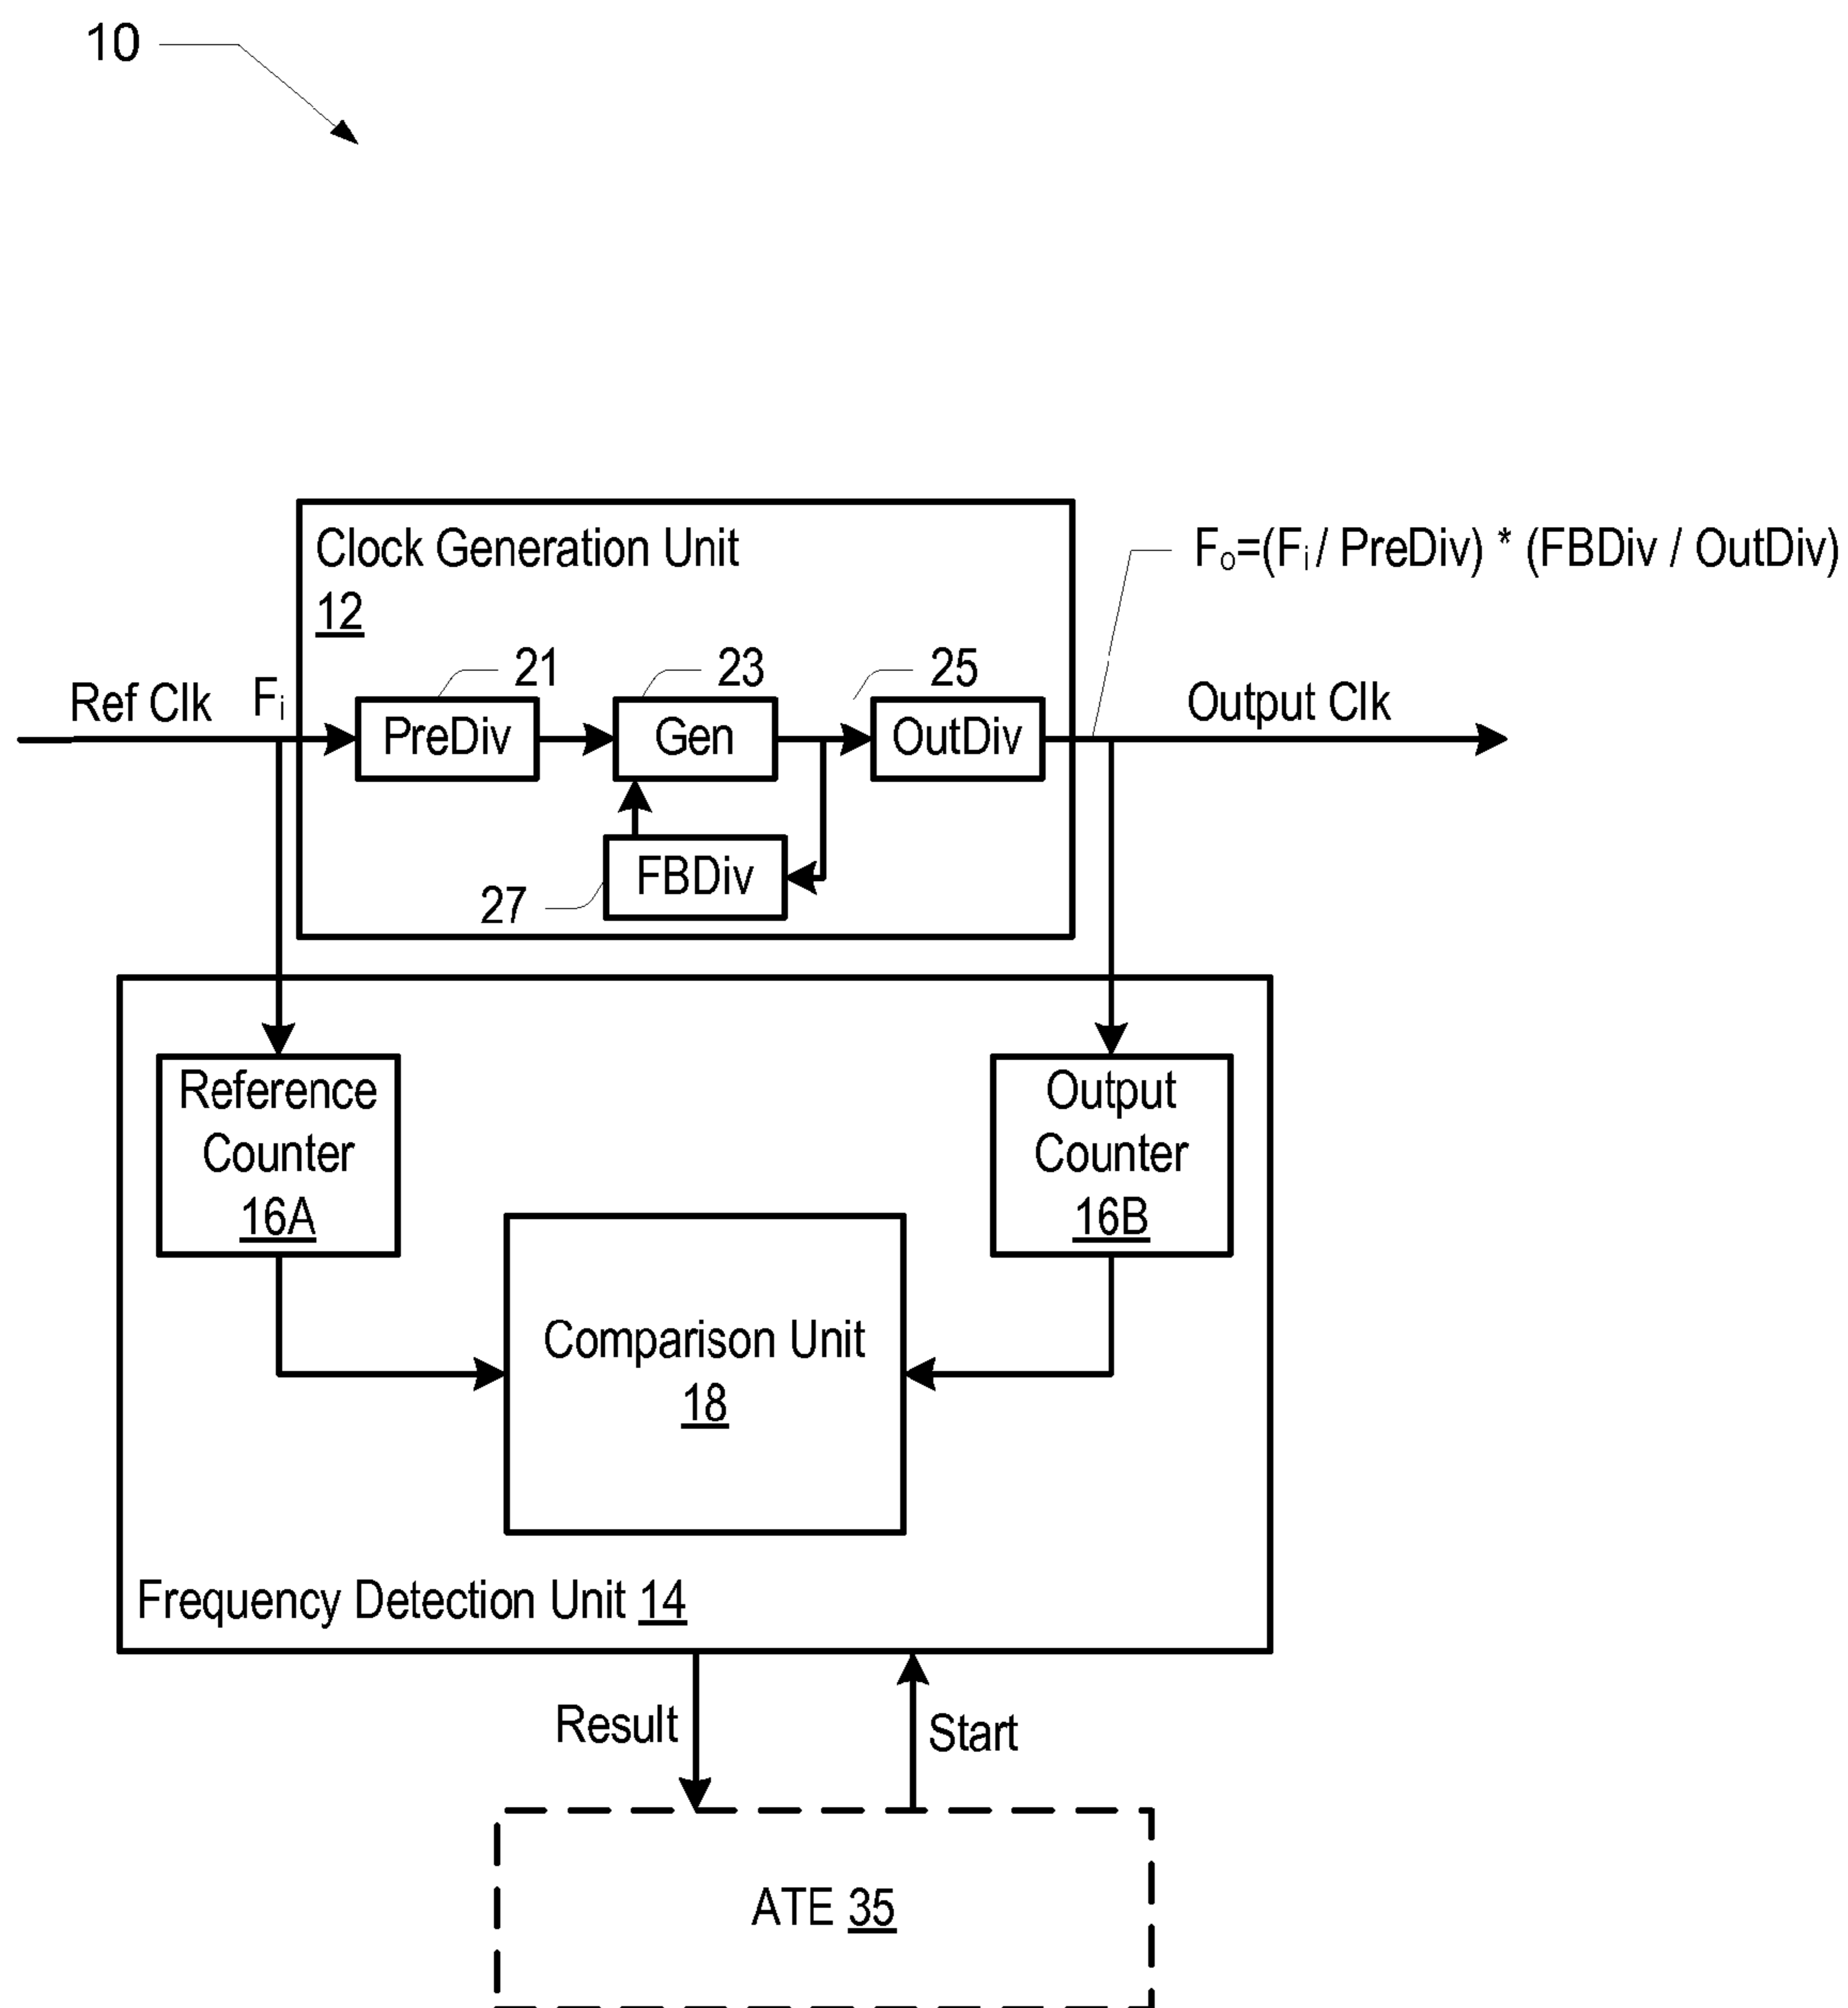 10
Clock Generation Unit
12
Fₒ=(Fᵢ / PreDiv) * (FBDiv / OutDiv)
21
23
25
Ref Clk
Fᵢ
PreDiv
Gen
OutDiv
Output Clk
FBDiv
27
Reference
Counter
16A
Output
Counter
16B
Comparison Unit
18
Frequency Detection Unit 14
Result
Start
ATE 35